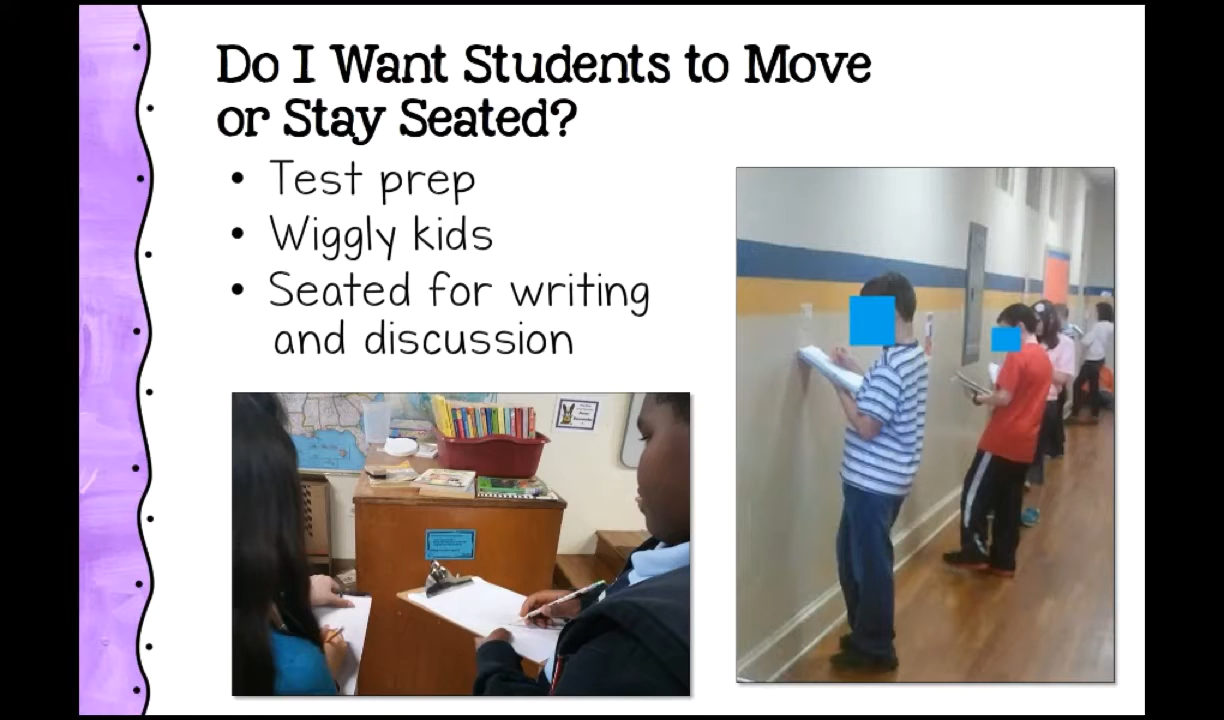 Do I Want Students to Move
or Stay Seated?
• Test prep
• Wiggly kids
• Seated for writing
and discussion